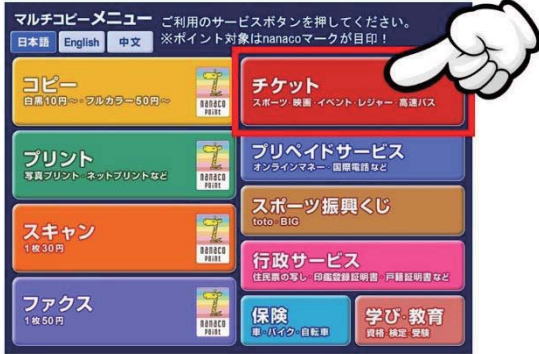 マルチコピーメニュー
ご利用のサービスボタンを押してください。
※ポイント対象はnanacoマークが目印！
日本語 English 中文
コピー
白黒10円～・フルカラー50円～
nanaco
POINT
チケット
スポーツ・映画・イベント・レジャー・高速バス
プリント
写真プリント・ネットプリントなど
nanaco
POINT
プリペイドサービス
オンラインマネー・国際電話など
スキャン
1枚30円
nanaco
POINT
スポーツ振興くじ
toto・BIG
行政サービス
住民票の写し・印鑑登録証明書・戸籍証明書など
ファクス
1枚50円
nanaco
POINT
保険
車・バイク・自転車
学び・教育
資格・検定・受験